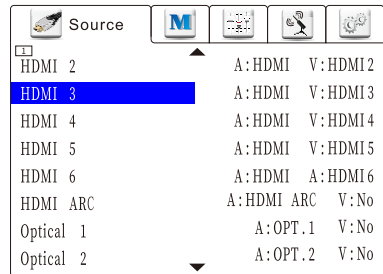 Source M
1
HDMI 2 A:HDMI V:HDMI2
HDMI 3 A:HDMI V:HDMI3
HDMI 4 A:HDMI V:HDMI4
HDMI 5 A:HDMI V:HDMI5
HDMI 6 A:HDMI A:HDMI6
HDMI ARC A:HDMI ARC V:No
Optical 1 A:OPT.1 V:No
Optical 2 A:OPT.2 V:No